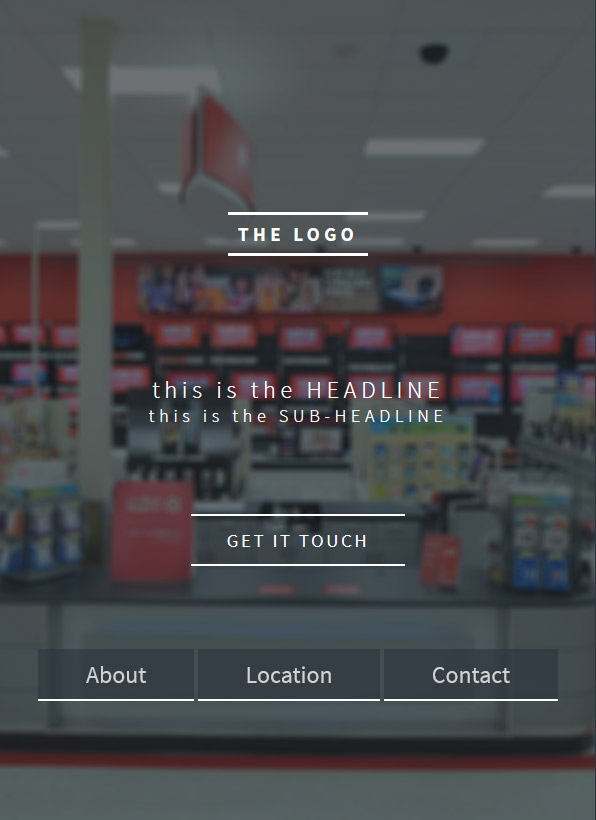 THE LOGO
this is the HEADLINE
this is the SUB-HEADLINE
GET IT TOUCH
About
Location
Contact